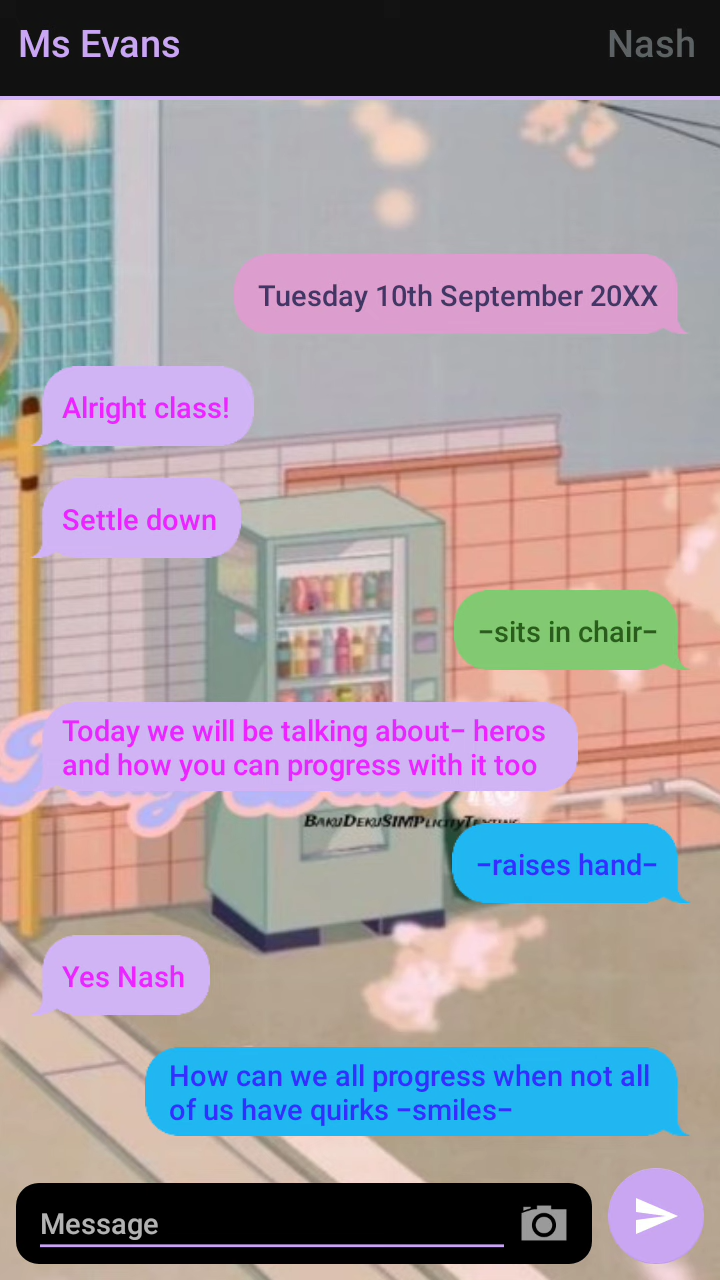 Ms Evans
Nash
Tuesday 10th September 20XX
Alright class!
Settle down
–sits in chair–
Today we will be talking about– heros
and how you can progress with it too
BakuDekuSIMPlicityTexting
–raises hand–
Yes Nash
How can we all progress when not all
of us have quirks –smiles–
Message